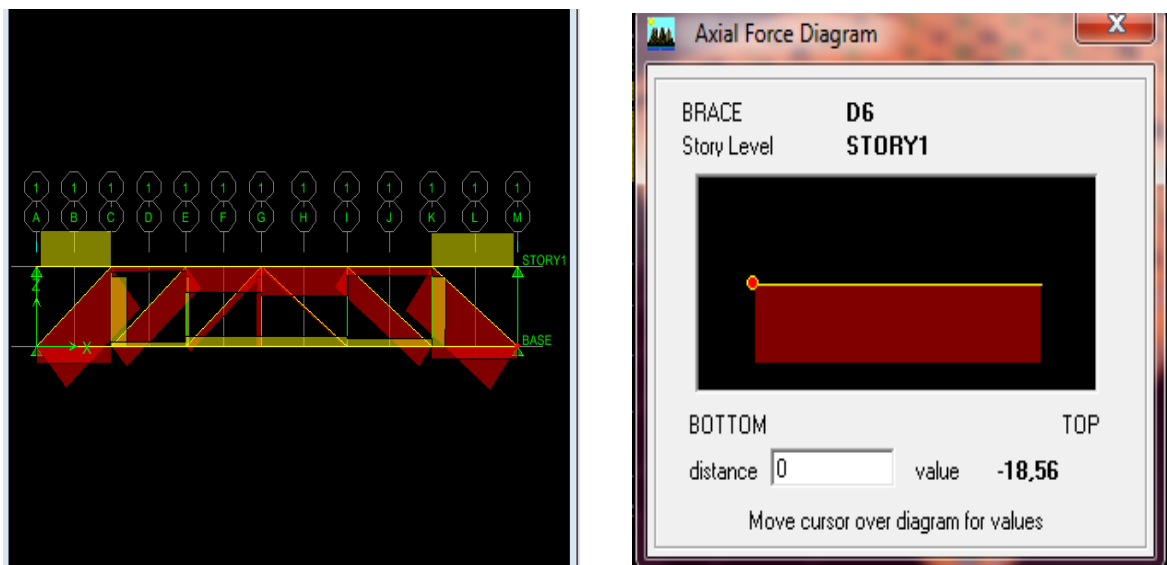 1 1 1 1 1 1 1 1 1 1 1 1
A B C D E F G H I J K L M
STORY1
Z
X
BASE
Axial Force Diagram
X
BRACE D6
Story Level STORY1
BOTTOM TOP
distance 0 value -18,56
Move cursor over diagram for values